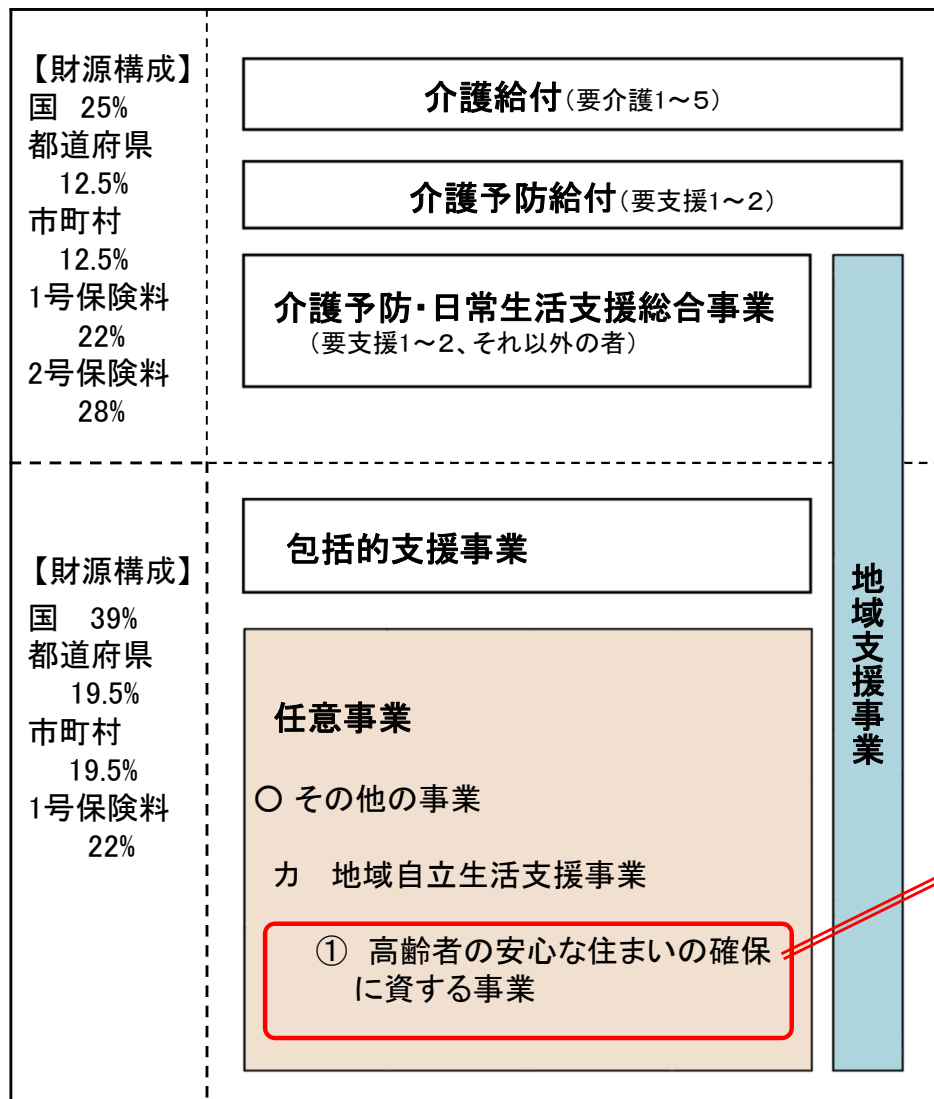 【財源構成】
国 25%
都道府県
12.5%
市町村
12.5%
1号保険料
22%
2号保険料
28%
介護給付(要介護1~5)
介護予防給付(要支援1~2)
介護予防・日常生活支援総合事業
(要支援1~2、それ以外の者)
【財源構成】
国 39%
都道府県
19.5%
市町村
19.5%
1号保険料
22%
包括的支援事業
任意事業
○ その他の事業
カ 地域自立生活支援事業
① 高齢者の安心な住まいの確保
に資する事業
地域支援事業